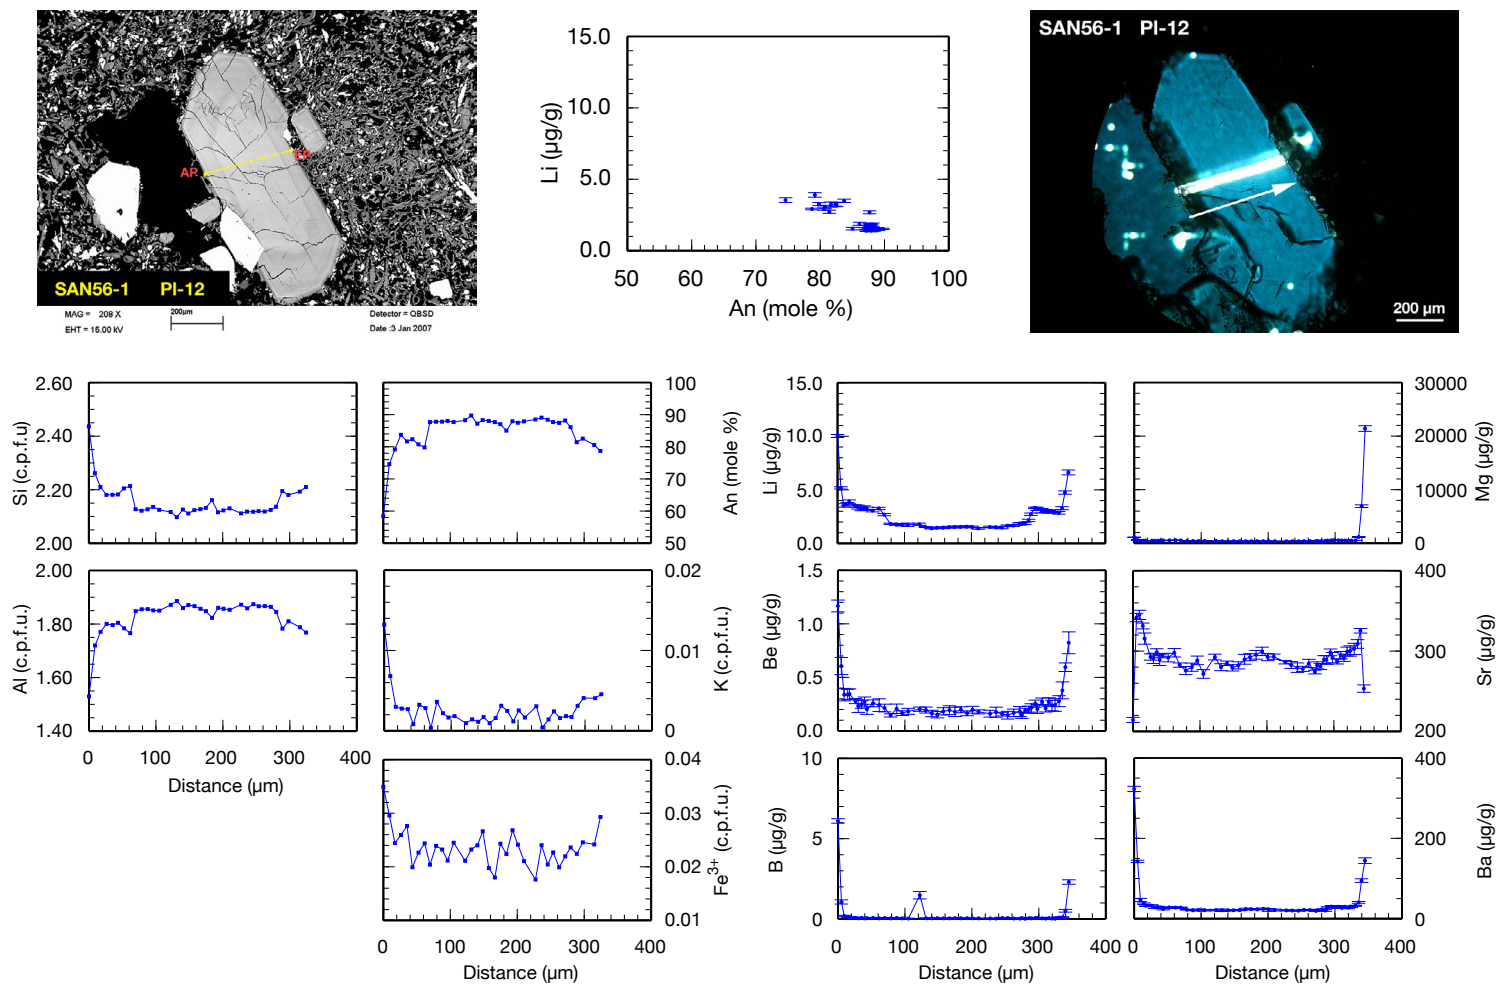 AP
EP
SAN56-1 PI-12
MAG = 208 X
EHT = 15.00 kV
200µm
Detector = QBSD
Date :3 Jan 2007
15.0
10.0
5.0
0.0
Li (µg/g)
50 60 70 80 90 100
An (mole %)
SAN56-1 PI-12
200 µm
2.60
2.40
2.20
2.00
Si (c.p.f.u)
100
90
80
70
60
50
An (mole %)
15.0
10.0
5.0
0.0
Li (µg/g)
30000
20000
10000
0
Mg (µg/g)
2.00
1.80
1.60
1.40
Al (c.p.f.u.)
0 100 200 300 400
Distance (µm)
0.02
0.01
0
K (c.p.f.u.)
1.5
1.0
0.5
0.0
Be (µg/g)
400
300
200
Sr (µg/g)
0.04
0.03
0.02
0.01
Fe3+ (c.p.f.u.)
0 100 200 300 400
Distance (µm)
10
5
0
B (µg/g)
0 100 200 300 400
Distance (µm)
400
200
0
Ba (µg/g)
0 100 200 300 400
Distance (µm)